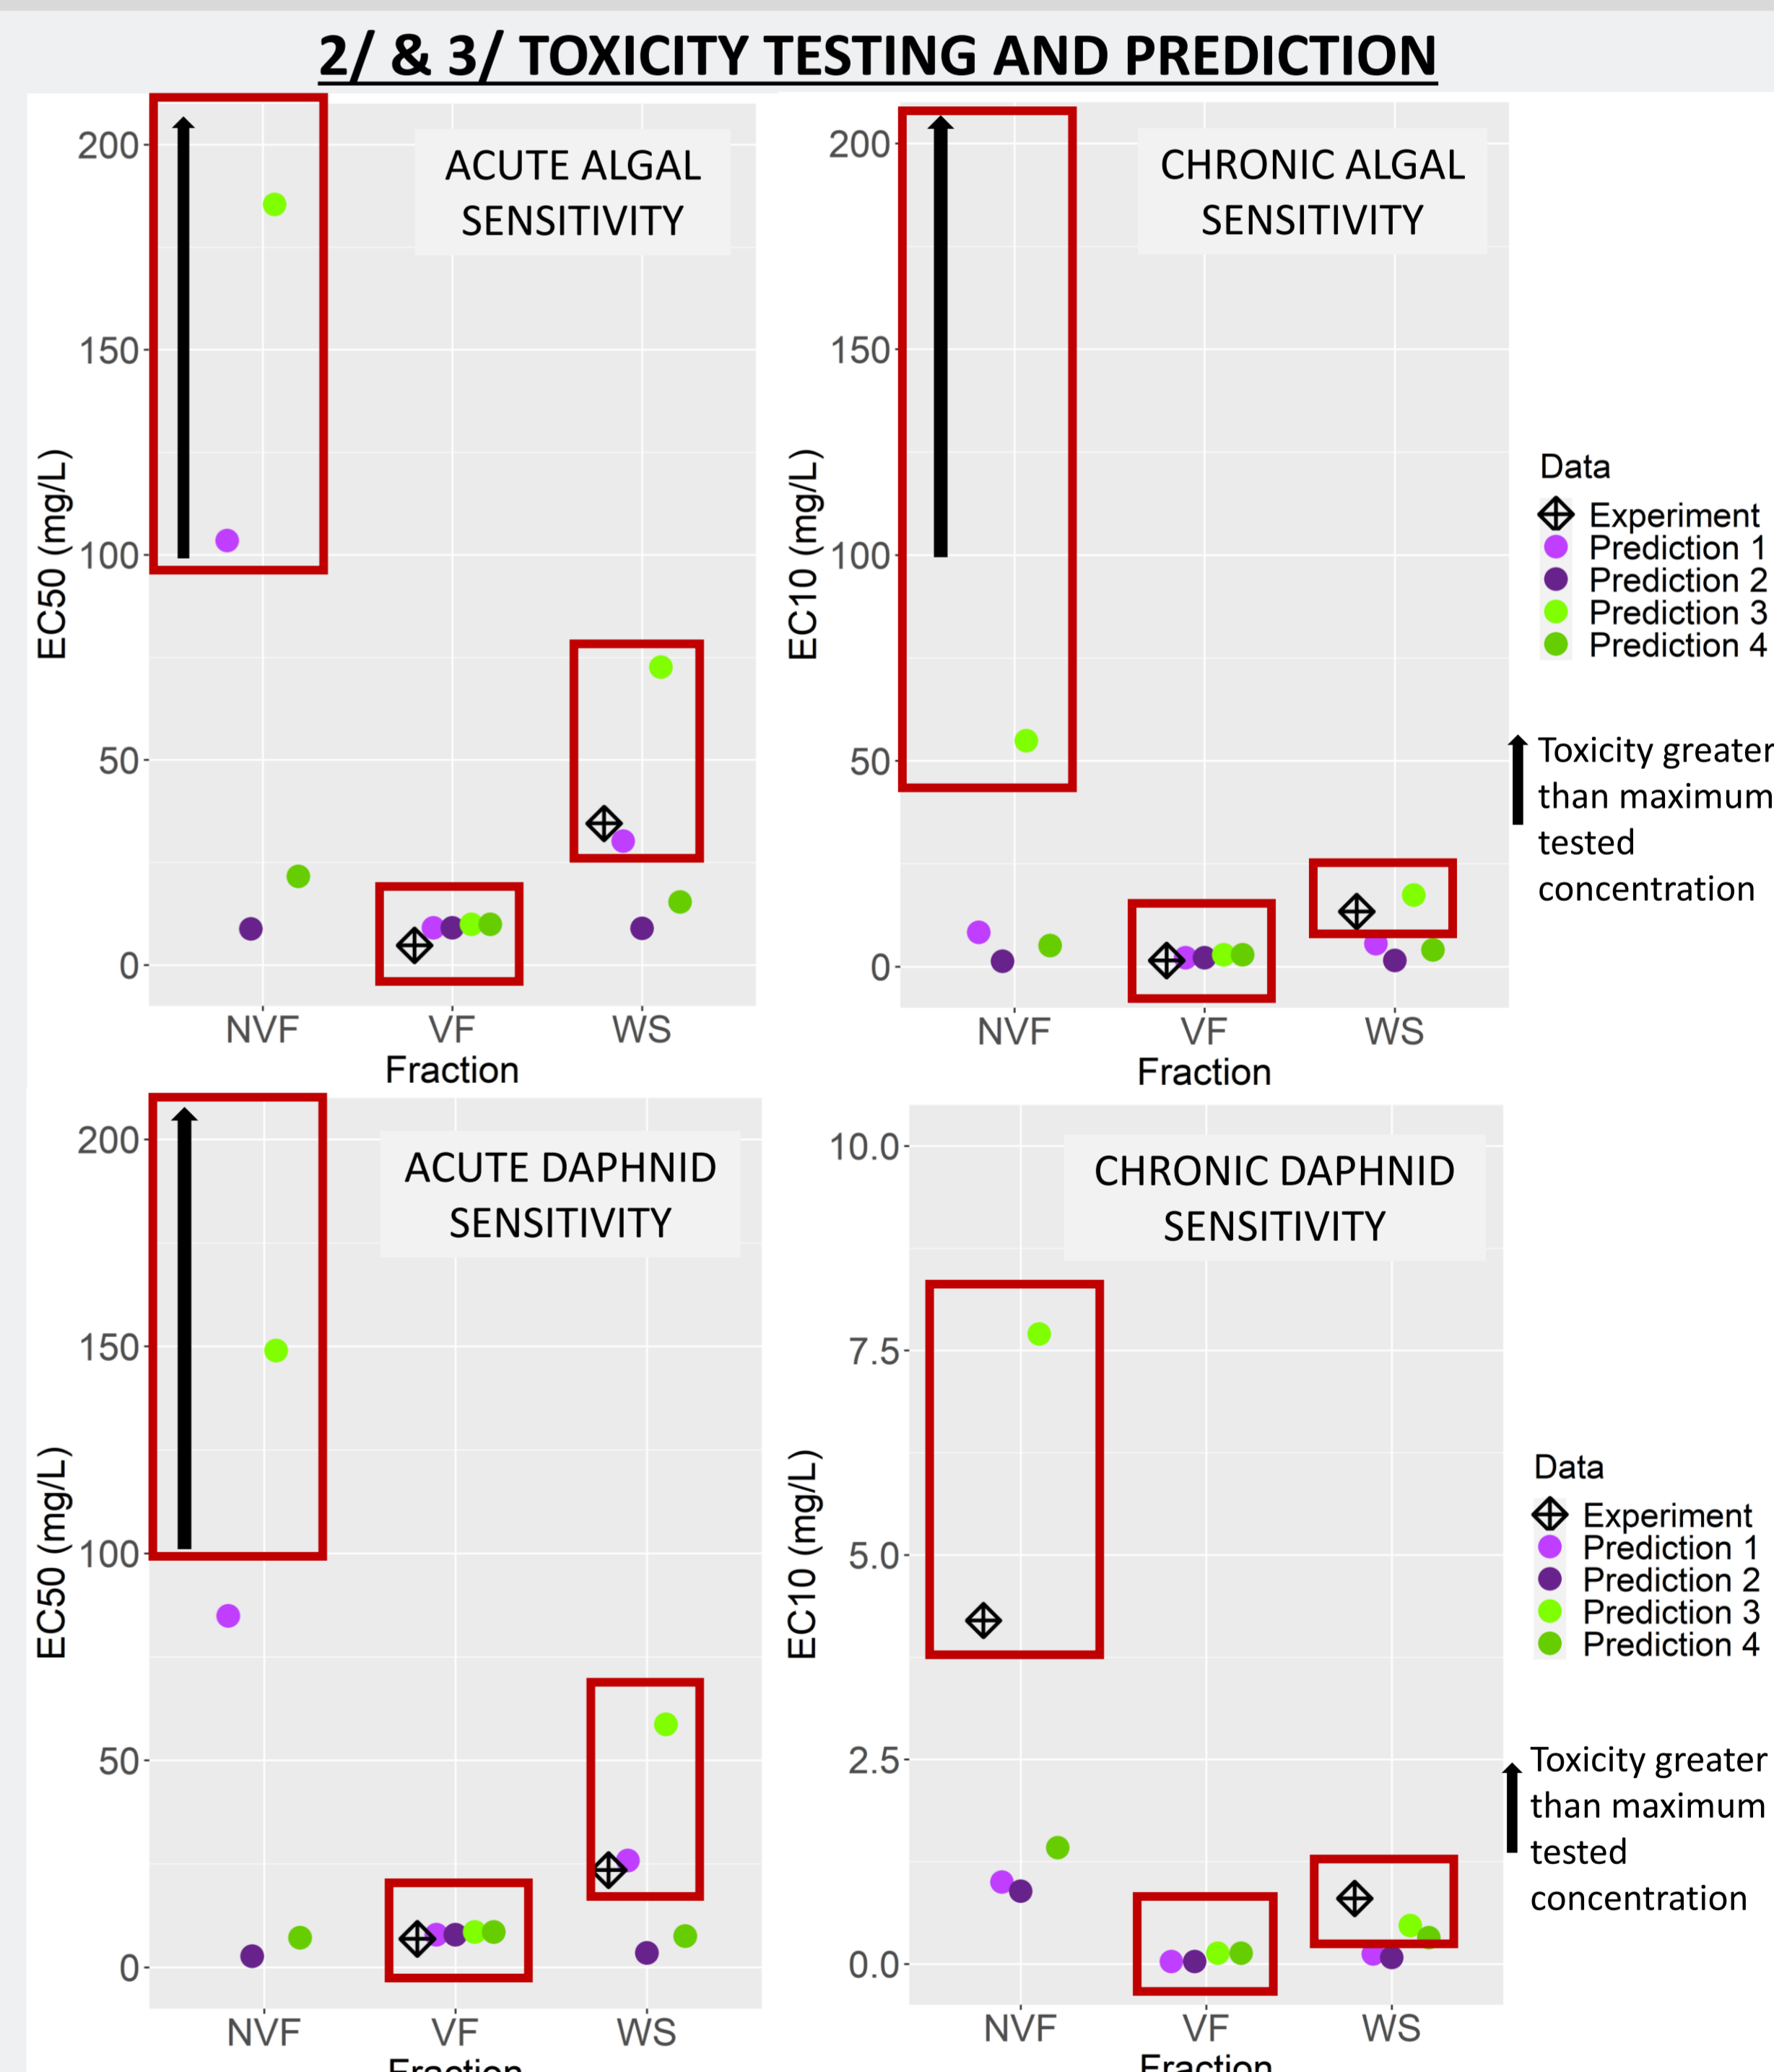 2/ & 3/ TOXICITY TESTING AND PREDICTION
ACUTE ALGAL
SENSITIVITY
EC50 (mg/L)
200
150
100
50
0
NVF
VF
WS
Fraction
CHRONIC ALGAL
SENSITIVITY
EC10 (mg/L)
200
150
100
50
0
NVF
VF
WS
Fraction
Data
Experiment
Prediction 1
Prediction 2
Prediction 3
Prediction 4
Toxicity greater
than maximum
tested
concentration
ACUTE DAPHNID
SENSITIVITY
EC50 (mg/L)
200
150
100
50
0
NVF
VF
WS
Fraction
CHRONIC DAPHNID
SENSITIVITY
EC10 (mg/L)
10.0
7.5
5.0
2.5
0.0
NVF
VF
WS
Fraction
Data
Experiment
Prediction 1
Prediction 2
Prediction 3
Prediction 4
Toxicity greater
than maximum
tested
concentration